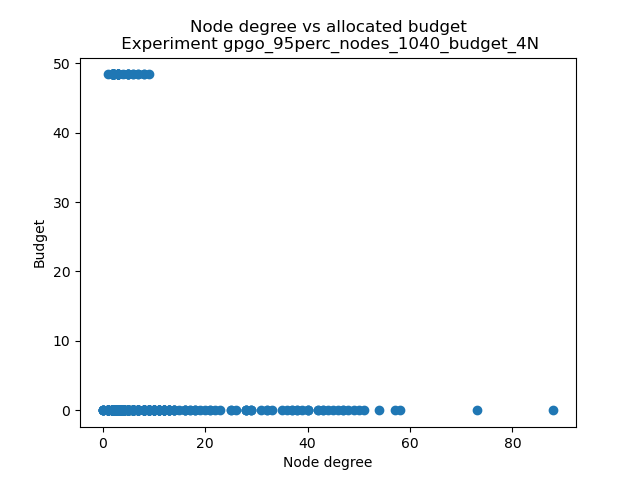 Node degree vs allocated budget
Experiment gpgo_95perc_nodes_1040_budget_4N
50
40
30
20
10
0
Budget
0 20 40 60 80
Node degree